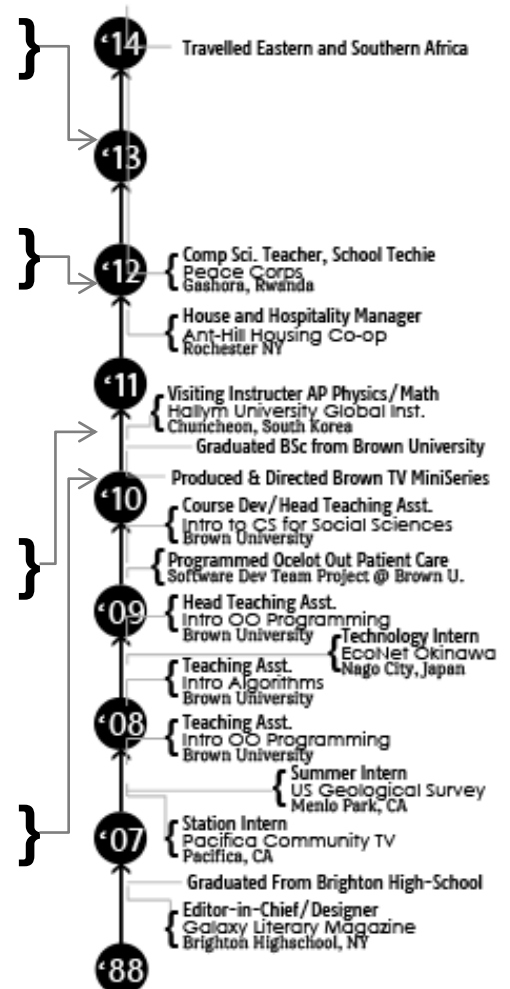 ‘14
Travelled Eastern and Southern Africa
‘13
‘12
Comp Sci. Teacher, School Techie
Peace Corps
Gashora, Rwanda
House and Hospitality Manager
Ant-Hill Housing Co-op
Rochester NY
‘11
Visiting Instructer AP Physics/Math
Hallym University Global Inst.
Chuncheon, South Korea
Graduated BSc from Brown University
Produced & Directed Brown TV MiniSeries
‘10
Course Dev/Head Teaching Asst.
Intro to CS for Social Sciences
Brown University
Programmed Ocelot Out Patient Care
Software Dev Team Project @ Brown U.
‘09
Head Teaching Asst.
Intro OO Programming
Brown University
Technology Intern
EcoNet Okinawa
Nago City, Japan
Teaching Asst.
Intro Algorithms
Brown University
‘08
Teaching Asst.
Intro OO Programming
Brown University
Summer Intern
US Geological Survey
Menlo Park, CA
Station Intern
Pacifica Community TV
Pacifica, CA
‘07
Graduated From Brighton High-School
Editor-in-Chief/Designer
Galaxy Literary Magazine
Brighton Highschool, NY
‘88